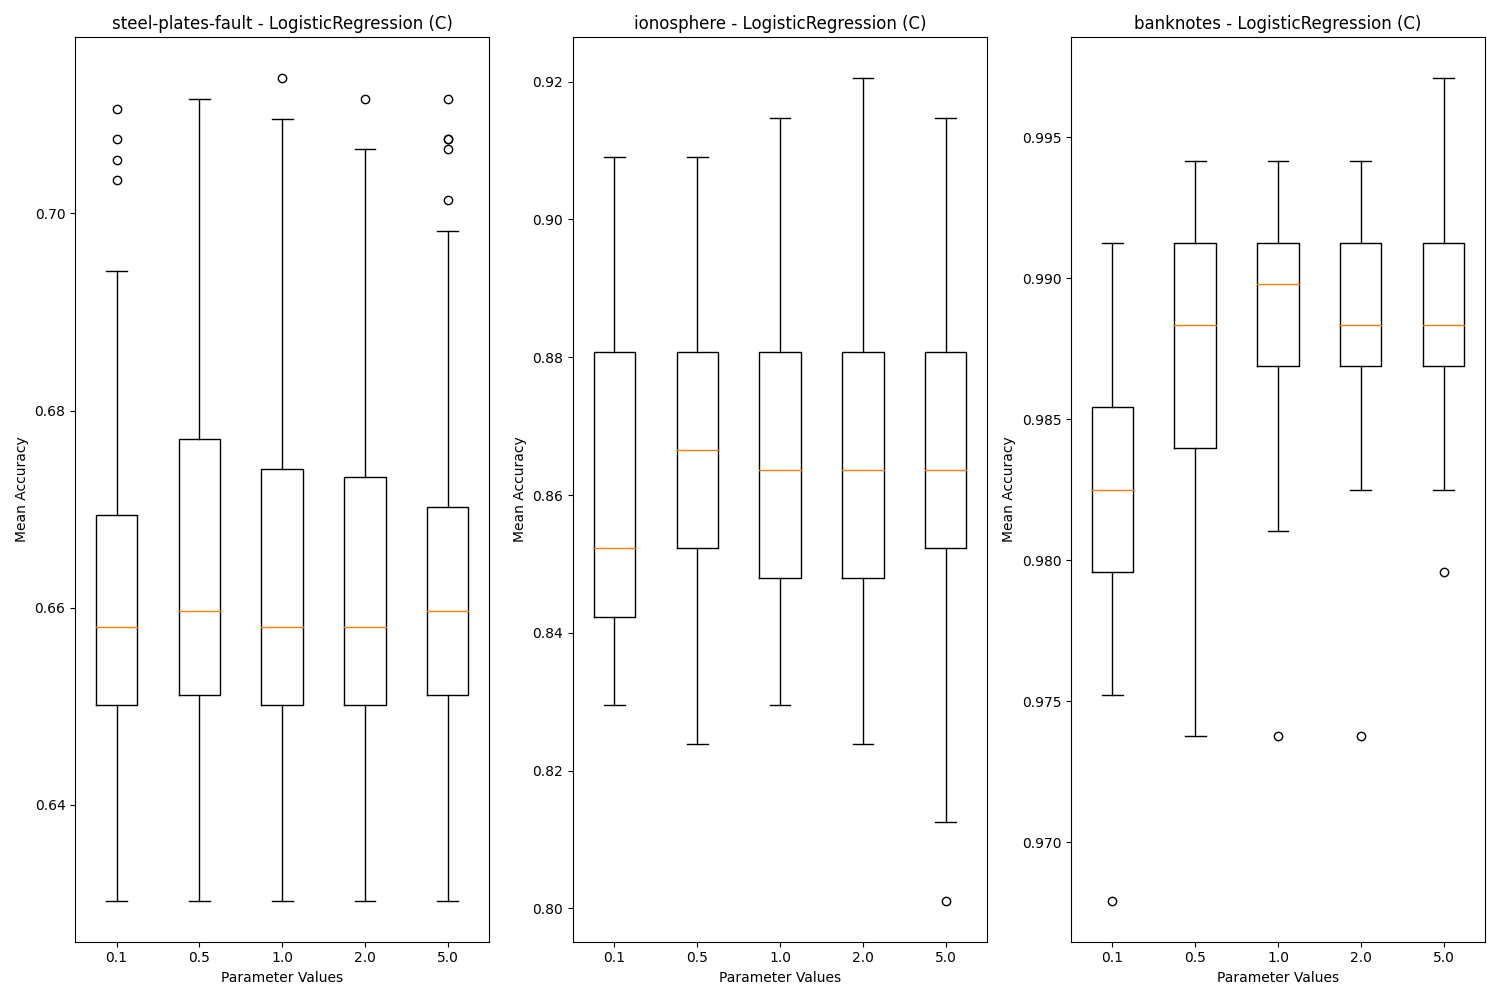 steel-plates-fault - LogisticRegression (C)
0.70
0.68
0.66
0.64
Mean Accuracy
0.1 0.5 1.0 2.0 5.0
Parameter Values
ionosphere - LogisticRegression (C)
0.92
0.90
0.88
0.86
0.84
0.82
0.80
Mean Accuracy
0.1 0.5 1.0 2.0 5.0
Parameter Values
banknotes - LogisticRegression (C)
0.995
0.990
0.985
0.980
0.975
0.970
Mean Accuracy
0.1 0.5 1.0 2.0 5.0
Parameter Values